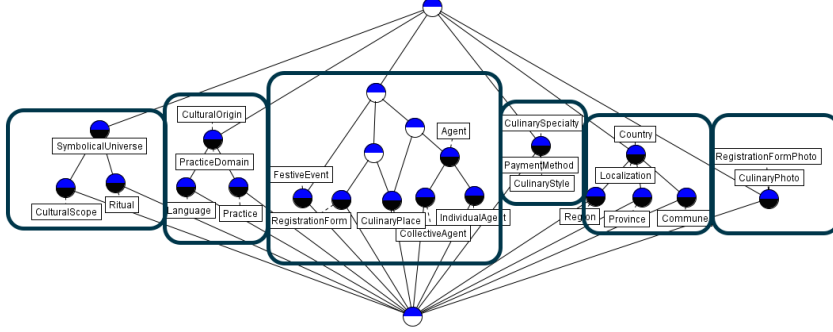 SymbolicalUniverse
CulturalScope
Ritual
CulturalOrigin
PracticeDomain
Language
Practice
Agent
FestiveEvent
RegistrationForm
CulinaryPlace
IndividualAgent
CollectiveAgent
CulinarySpecialty
PaymentMethod
CulinaryStyle
Country
Localization
Region
Province
Commune
RegistrationFormPhoto
CulinaryPhoto